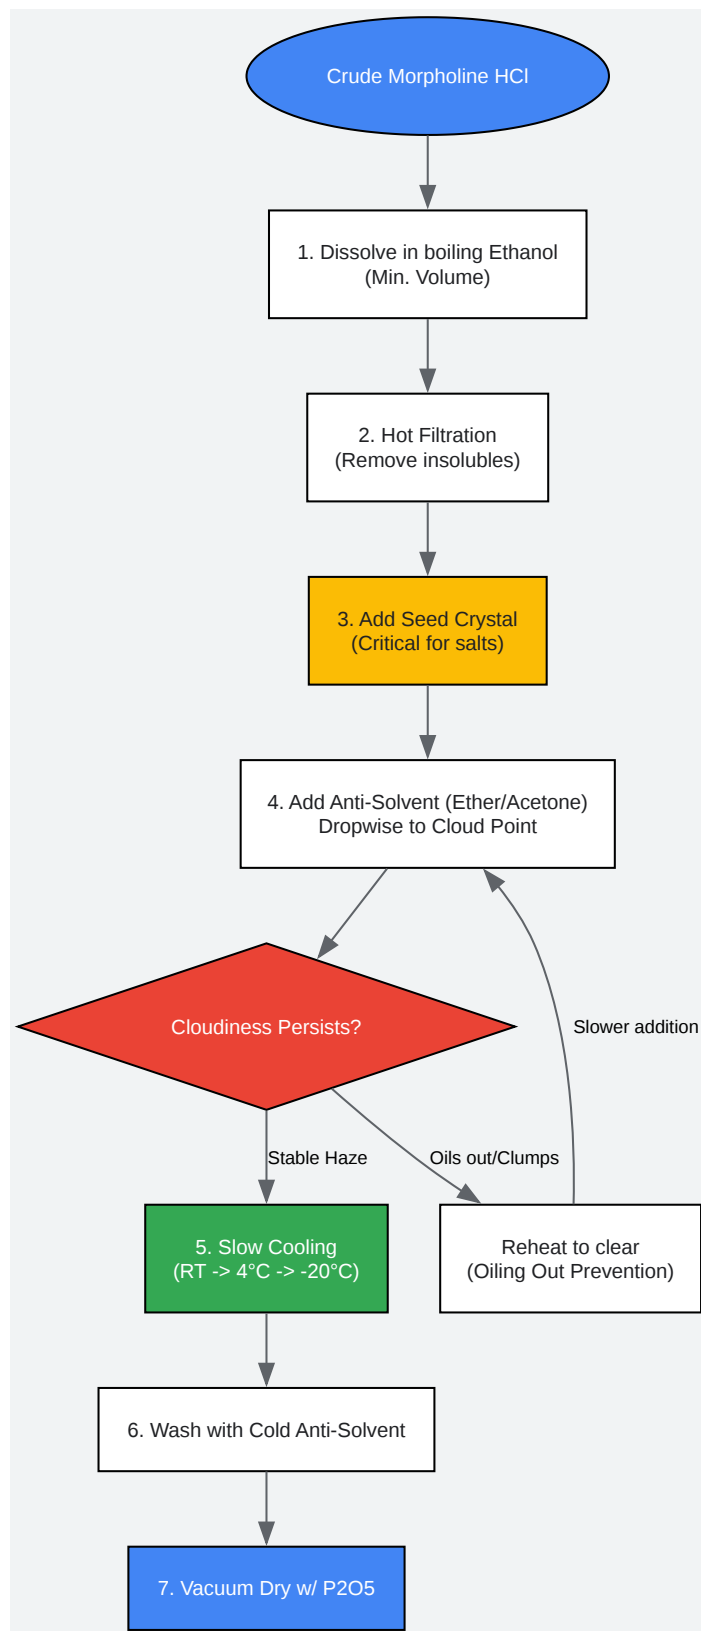 Crude Morpholine HCl
1. Dissolve in boiling Ethanol
(Min. Volume)
2. Hot Filtration
(Remove insolubles)
3. Add Seed Crystal
(Critical for salts)
4. Add Anti-Solvent (Ether/Acetone)
Dropwise to Cloud Point
Cloudiness Persists?
Slower addition
Stable Haze
Oils out/Clumps
5. Slow Cooling
(RT -> 4°C -> -20°C)
Reheat to clear
(Oiling Out Prevention)
6. Wash with Cold Anti-Solvent
7. Vacuum Dry w/ P2O5